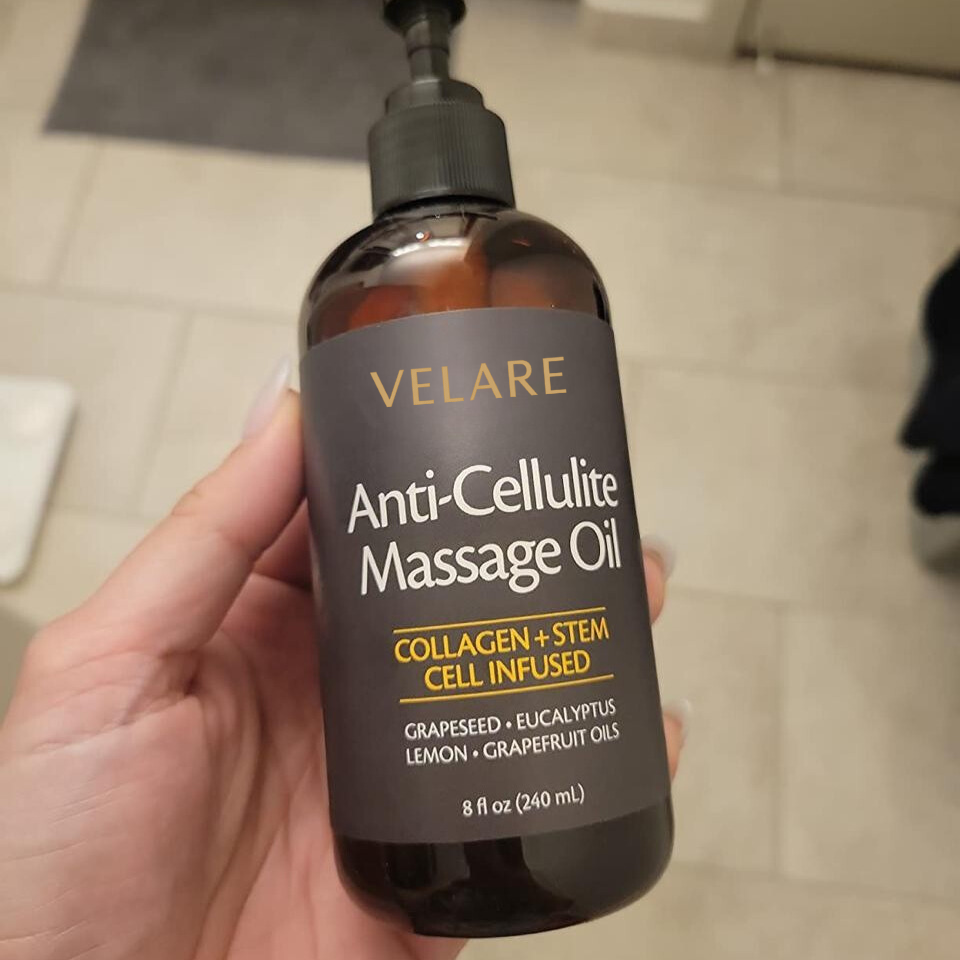 VELARE
Anti-Cellulite
Massage Oil
COLLAGEN + STEM
CELL INFUSED
GRAPESEED • EUCALYPTUS
LEMON • GRAPEFRUIT OILS
8 fl oz (240 mL)